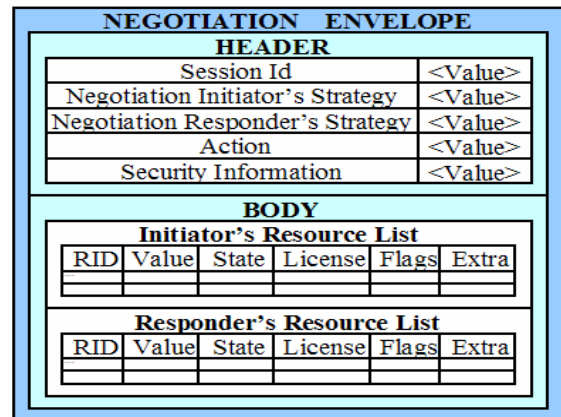 NEGOTIATION ENVELOPE
HEADER
Session Id <Value>
Negotiation Initiator's Strategy <Value>
Negotiation Responder's Strategy <Value>
Action <Value>
Security Information <Value>
BODY
Initiator's Resource List
RID Value State License Flags Extra
Responder's Resource List
RID Value State License Flags Extra